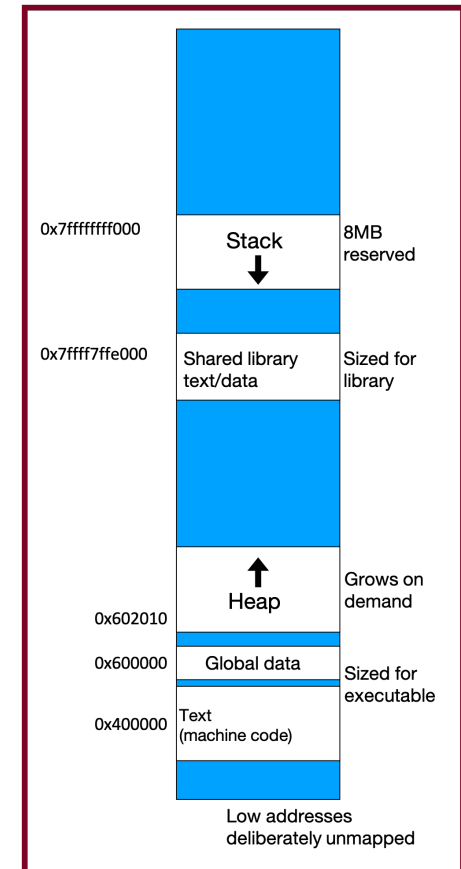 0x7ffffffff000
Stack
8MB
reserved
0x7ffff7ffe000
Shared library
text/data
Sized for
library
Heap
Grows on
demand
0x602010
0x600000
Global data
Sized for
executable
0x400000
Text
(machine code)
Low addresses
deliberately unmapped